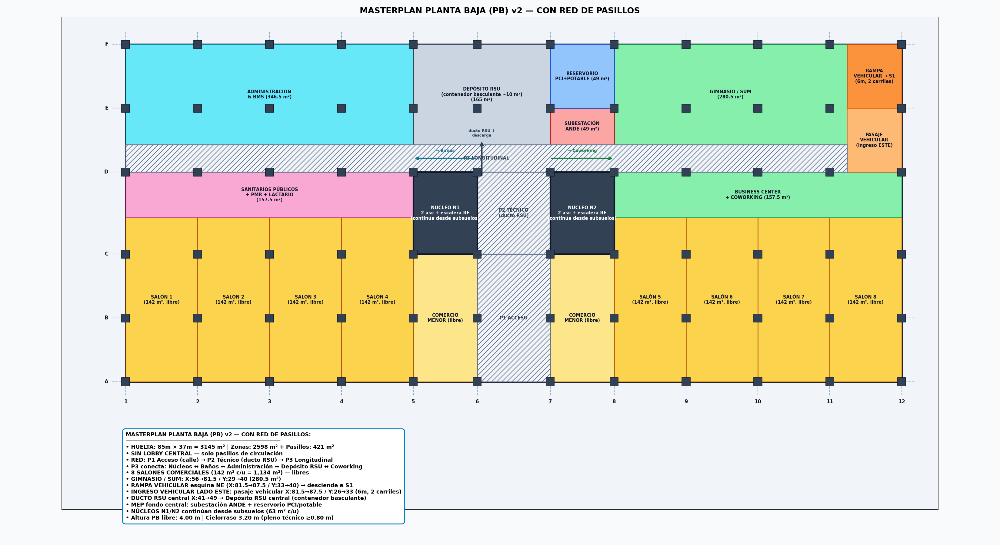 MASTERPLAN PLANTA BAJA (PB) v2 — CON RED DE PASILLOS
F
E
D
C
B
A
ADMINISTRACIÓN
& BMS (346.5 m²)
DEPÓSITO RSU
(contenedor basculante ~10 m³)
(165 m²)
RESERVORIO
PCI+POTABLE (49 m²)
GIMNASIO / SUM
(280.5 m²)
RAMPA
VEHICULAR → S1
(6m, 2 carriles)
SUBESTACIÓN
ANDE (49 m²)
PASAJE
VEHICULAR
(ingreso ESTE)
ducto RSU ↓
descarga
→ Baños
P3 LONGITUDINAL
→ Coworking
SANITARIOS PÚBLICOS
+ PMR + LACTARIO
(157.5 m²)
NÚCLEO N1
2 asc + escalera RF
(continúa desde subsuelos)
P2 TÉCNICO
(ducto RSU)
NÚCLEO N2
2 asc + escalera RF
(continúa desde subsuelos)
BUSINESS CENTER
+ COWORKING (157.5 m²)
SALÓN 1
(142 m², libre)
SALÓN 2
(142 m², libre)
SALÓN 3
(142 m², libre)
SALÓN 4
(142 m², libre)
COMERCIO
MENOR (libre)
P1 ACCESO
COMERCIO
MENOR (libre)
SALÓN 5
(142 m², libre)
SALÓN 6
(142 m², libre)
SALÓN 7
(142 m², libre)
SALÓN 8
(142 m², libre)
1 2 3 4 5 6 7 8 9 10 11 12
MASTERPLAN PLANTA BAJA (PB) v2 — CON RED DE PASILLOS:
• HUELTA: 85m × 37m = 3145 m² | Zonas: 2598 m² + Pasillos: 421 m²
• SIN LOBBY CENTRAL — solo pasillos de circulación
• RED: P1 Acceso (calle) → P2 Técnico (ducto RSU) → P3 Longitudinal
• P3 conecta: Núcleos ↔ Baños ↔ Administración ↔ Depósito RSU ↔ Coworking
• 8 SALONES COMERCIALES (142 m² c/u = 1,134 m²) — libres
• GIMNASIO / SUM: X:56→81.5 / Y:29→40 (280.5 m²)
• RAMPA VEHICULAR esquina NE (X:81.5→87.5 / Y:33→40) → desciende a S1
• INGRESO VEHICULAR LADO ESTE: pasaje vehicular X:81.5→87.5 / Y:26→33 (6m, 2 carriles)
• DUCTO RSU central X:41→49 → Depósito RSU central (contenedor basculante)
• MEP fondo central: subestación ANDE + reservorio PCI/potable
• NÚCLEOS N1/N2 continúan desde subsuelos (63 m² c/u)
• Altura PB libre: 4.00 m | Cielorraso 3.20 m (pleno técnico ≥0.80 m)